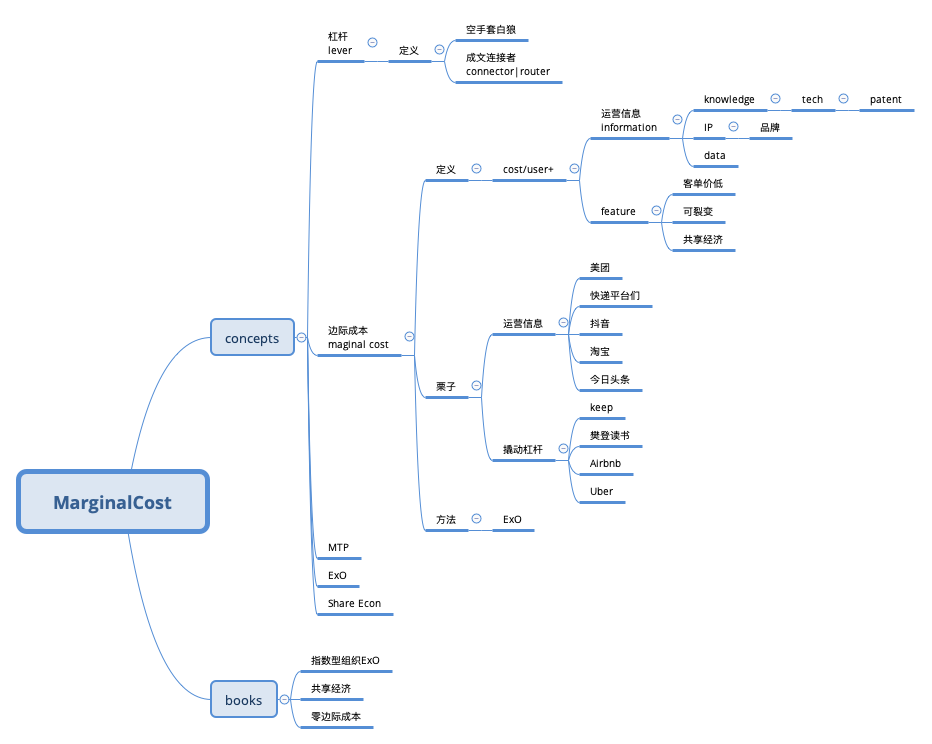 MarginalCost
concepts
杠杆
lever
定义
空手套白狼
成文连接者
connector|router
边际成本
maginal cost
定义
cost/user+
运营信息
information
knowledge
tech
patent
IP
品牌
data
feature
客单价低
可裂变
共享经济
栗子
运营信息
美团
快递平台们
抖音
淘宝
今日头条
撬动杠杆
keep
樊登读书
Airbnb
Uber
方法
ExO
MTP
ExO
Share Econ
books
指数型组织ExO
共享经济
零边际成本